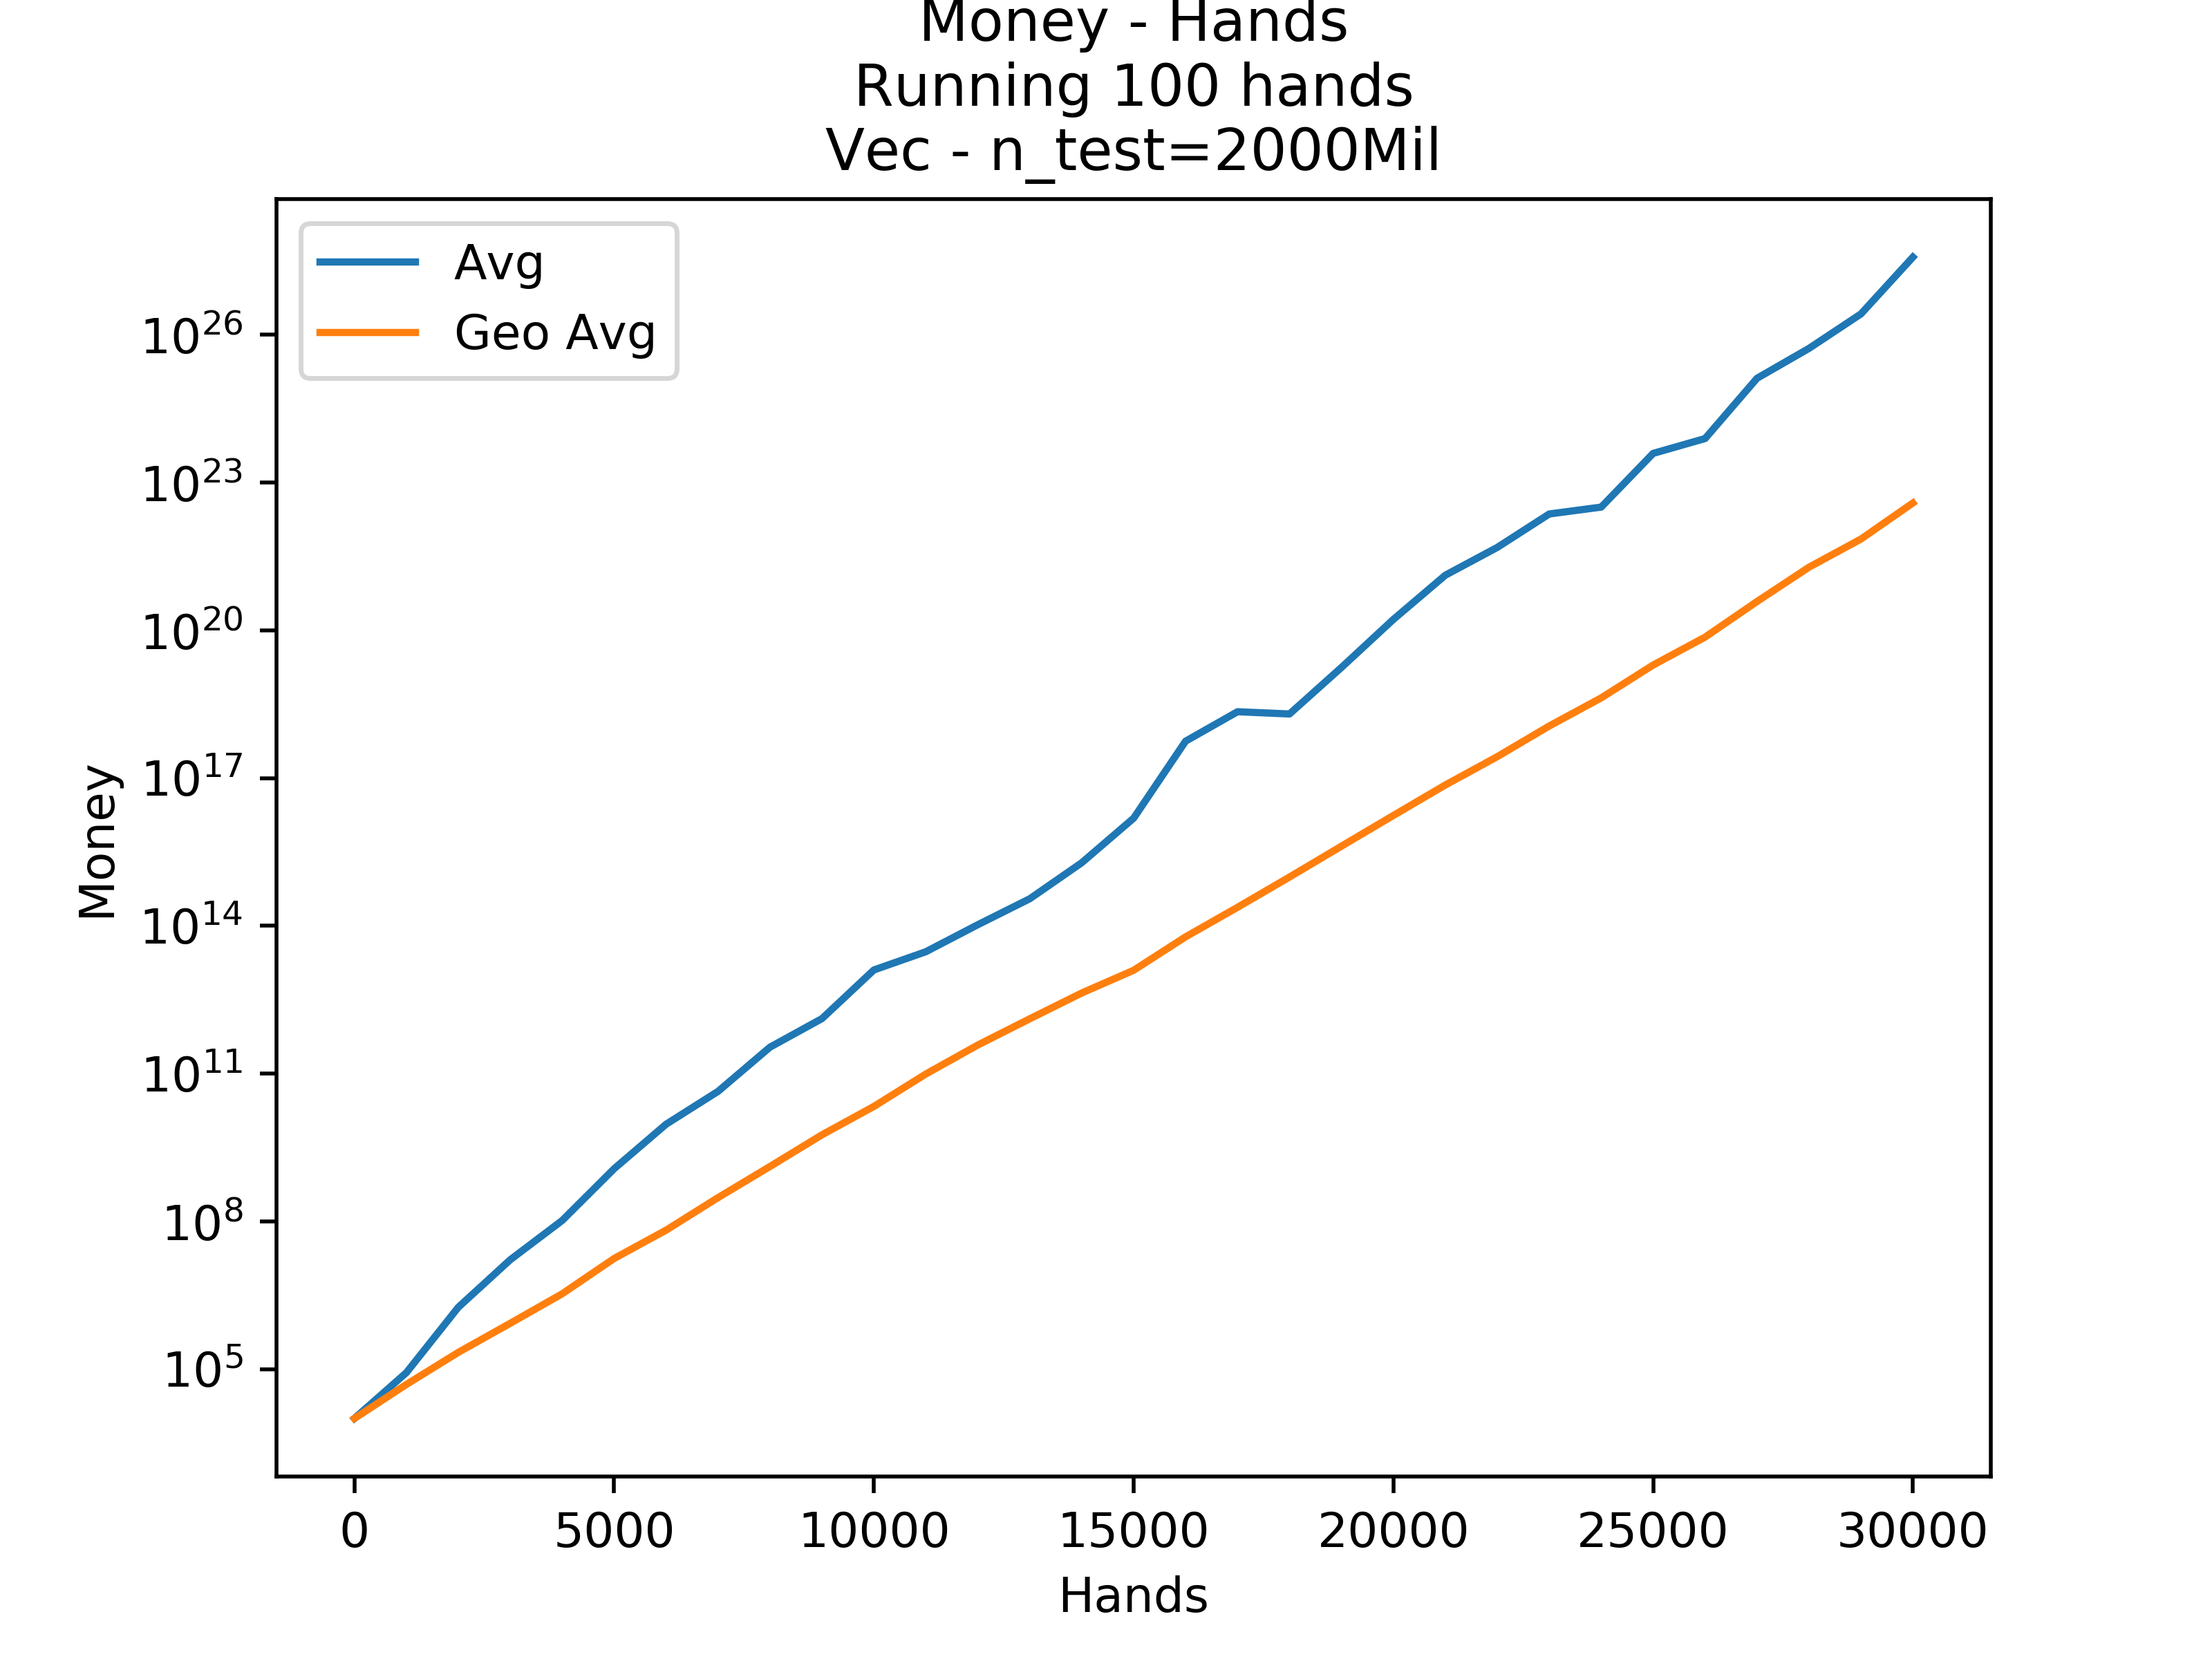 Money - Hands
Running 100 hands
Vec - n_test=2000Mil
Avg
Geo Avg
10^26
10^23
10^20
10^17
10^14
10^11
10^8
10^5
Money
0 5000 10000 15000 20000 25000 30000
Hands